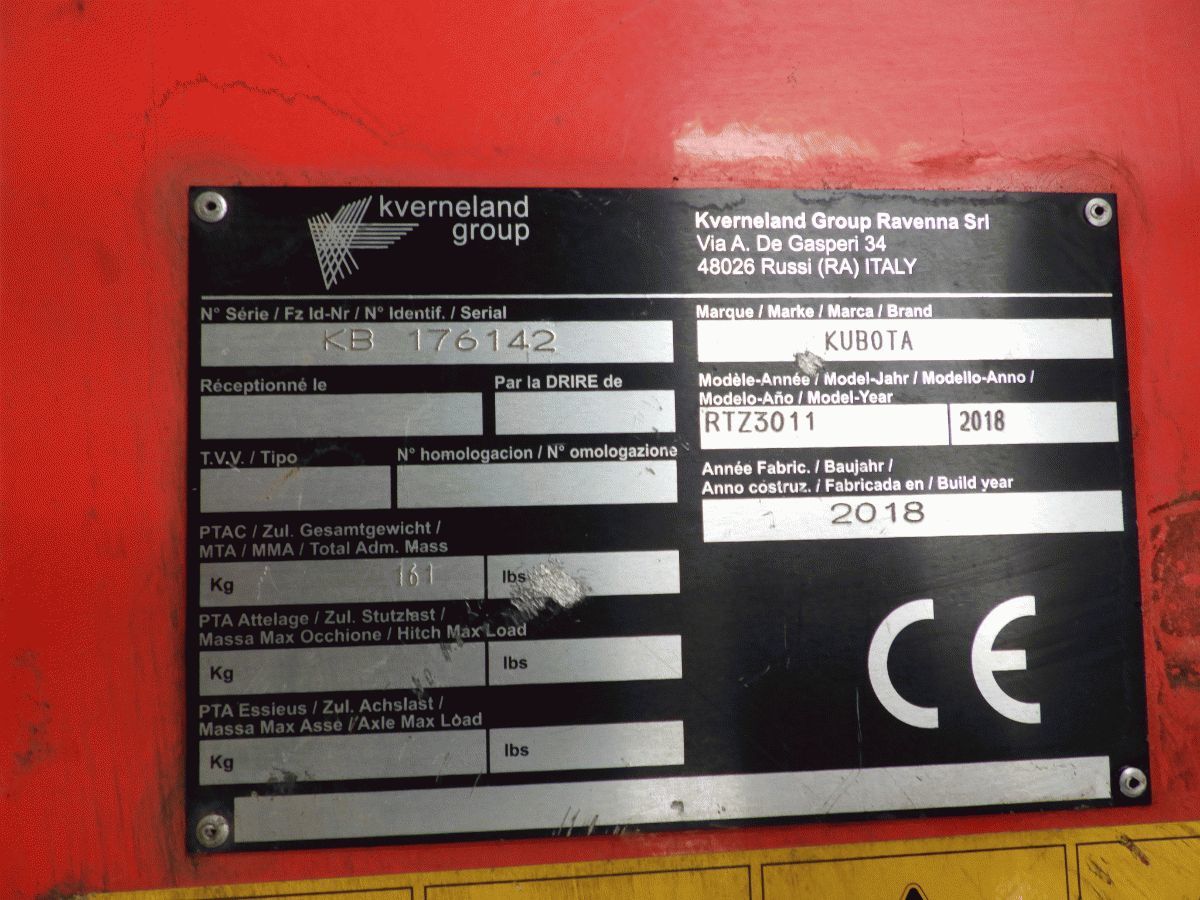 kverneland
group
Kverneland Group Ravenna Srl
Via A. De Gasperi 34
48026 Russi (RA) ITALY
N° Série / Fz Id-Nr / N° Identif. / Serial
KB 176142
Marque / Marke / Marca / Brand
KUBOTA
Réceptionné le
Par la DRIRE de
Modèle-Année / Model-Jahr / Modello-Anno /
Modelo-Año / Model-Year
RTZ3011
2018
T.V.V. / Tipo
N° homologacion / N° omologazione
Année Fabric. / Baujahr /
Anno costruz. / Fabricada en / Build year
2018
PTAC / Zul. Gesamtgewicht /
MTA / MMA / Total Adm. Mass
Kg 161
lbs
PTA Attelage / Zul. Stutzlast /
Massa Max Occhione / Hitch Max Load
Kg
lbs
PTA Essieus / Zul. Achslast /
Massa Max Asse / Axle Max Load
Kg
lbs
CE